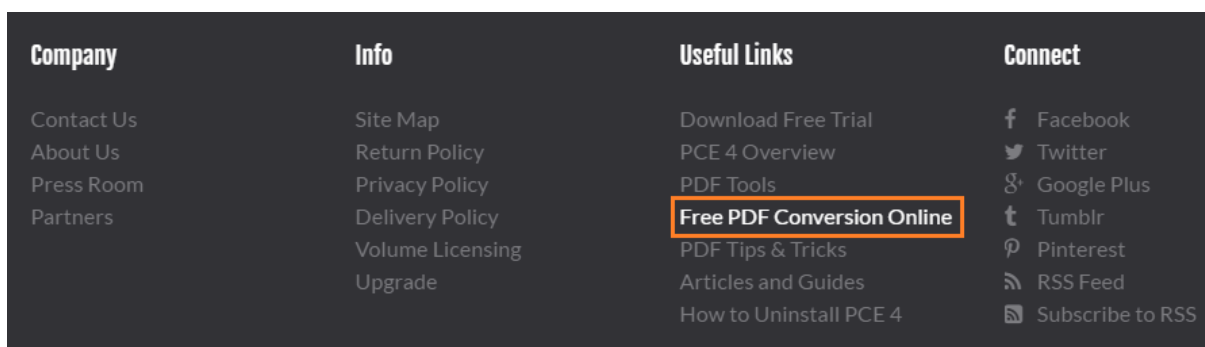 Company
Contact Us
About Us
Press Room
Partners
Info
Site Map
Return Policy
Privacy Policy
Delivery Policy
Volume Licensing
Upgrade
Useful Links
Download Free Trial
PCE 4 Overview
PDF Tools
Free PDF Conversion Online
PDF Tips & Tricks
Articles and Guides
How to Uninstall PCE 4
Connect
Facebook
Twitter
Google Plus
Tumblr
Pinterest
RSS Feed
Subscribe to RSS